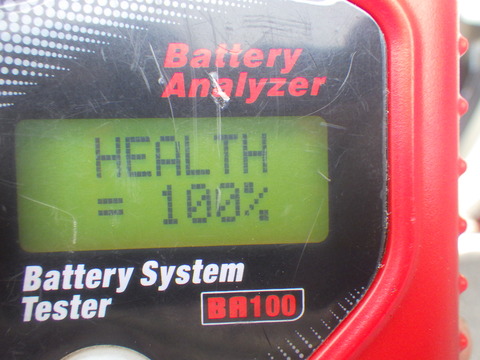 Battery
Analyzer
HEALTH
= 100%
Battery System
Tester
BA100